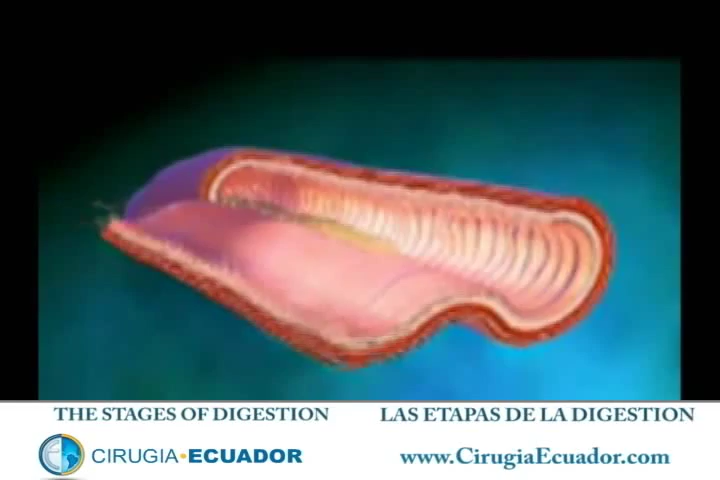 THE STAGES OF DIGESTION
LAS ETAPAS DE LA DIGESTION
CIRUGIA•ECUADOR
www.CirugiaEcuador.com